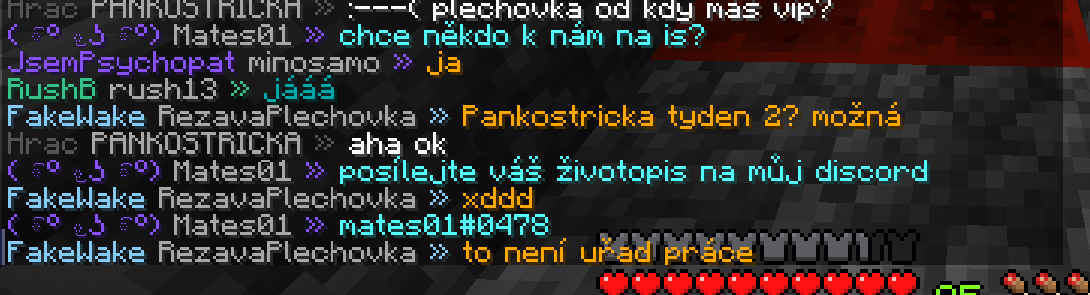 Hrac PANKOSTRICKA » :---( plechovka od kdy máš vip?
( ͡° ͜ʖ ͡°) Mates01 » chce někdo k nám na is?
JsemPsychopat minosamo » ja
RushB rush13 » jááá
FakeWake RezavaPlechovka » Pankostricka tyden 2? možná
Hrac PANKOSTRICKA » aha ok
( ͡° ͜ʖ ͡°) Mates01 » posílejte váš životopis na můj discord
FakeWake RezavaPlechovka » xddd
( ͡° ͜ʖ ͡°) Mates01 » mates01#0478
FakeWake RezavaPlechovka » to není uřad práce